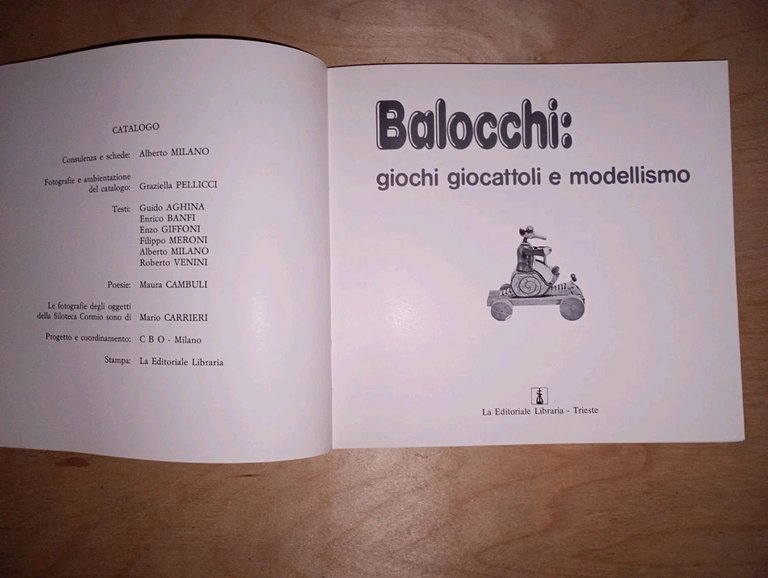 CATALOGO
Consulenza e schede: Alberto MILANO
Fotografie e ambientazione
del catalogo: Graziella PELLICCI
Testi: Guido AGHINA
Enrico BANFI
Enzo GIFFONI
Filippo MERONI
Alberto MILANO
Roberto VENINI
Poesie: Maura CAMBULI
Le fotografie degli oggetti
della Siloteca Cormio sono di Mario CARRIERI
Progetto e coordinamento: C B O - Milano
Stampa: La Editoriale Libraria
Balocchi:
giochi giocattoli e modellismo
La Editoriale Libraria - Trieste